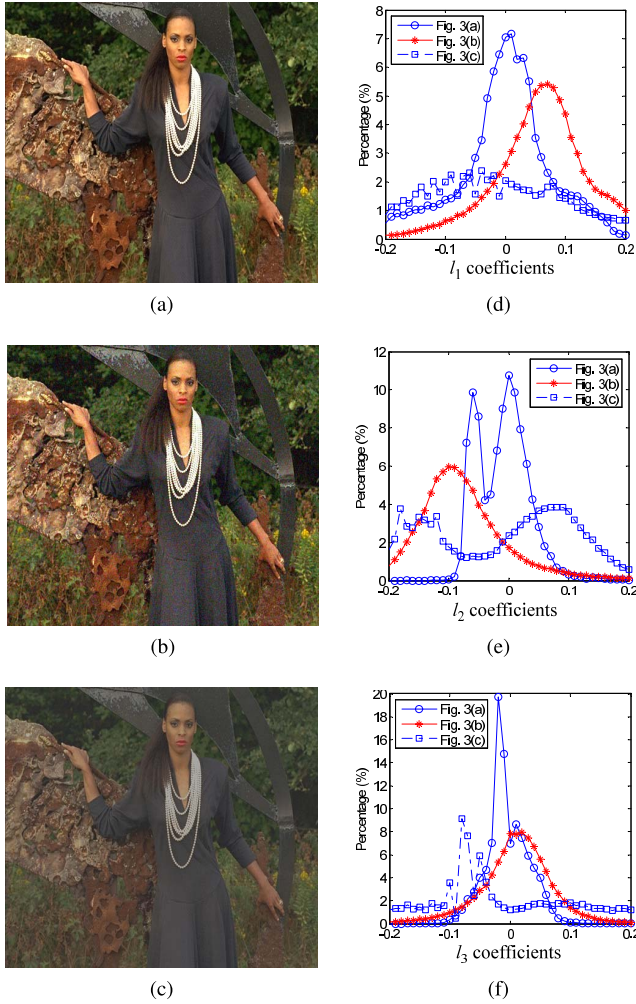 8
7
6
5
4
3
2
1
0
Percentage (%)
Fig. 3(a)
Fig. 3(b)
Fig. 3(c)
-0.2 -0.1 0 0.1 0.2
l1 coefficients
(a)
(d)
12
10
8
6
4
2
0
Percentage (%)
Fig. 3(a)
Fig. 3(b)
Fig. 3(c)
-0.2 -0.1 0 0.1 0.2
l2 coefficients
(b)
(e)
20
18
16
14
12
10
8
6
4
2
0
Percentage (%)
Fig. 3(a)
Fig. 3(b)
Fig. 3(c)
-0.2 -0.1 0 0.1 0.2
l3 coefficients
(c)
(f)